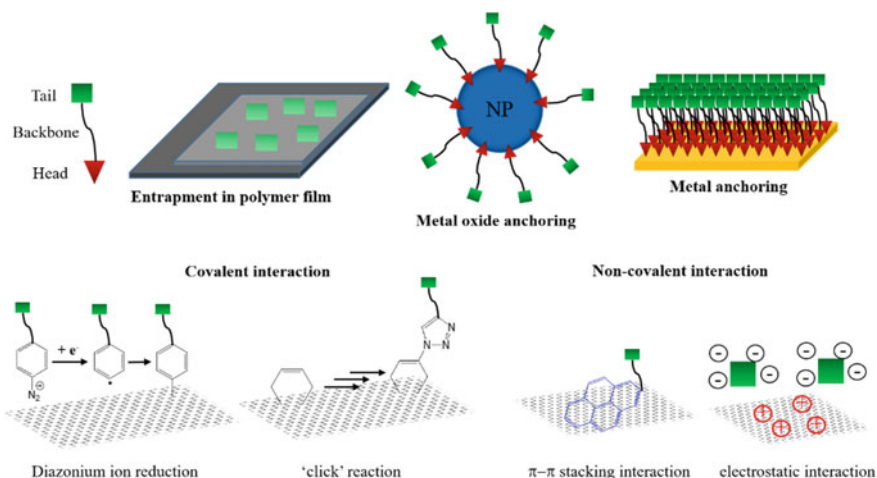 Tail
Backbone
Head
Entrapment in polymer film
NP
Metal oxide anchoring
Metal anchoring
Covalent interaction
Non-covalent interaction
+ e-
N2
⊕
•
N
N
N
⊖ ⊖ ⊖ ⊖
⊖ ⊖ ⊖ ⊖
⊕ ⊕ ⊕ ⊕
Diazonium ion reduction
'click' reaction
π−π stacking interaction
electrostatic interaction